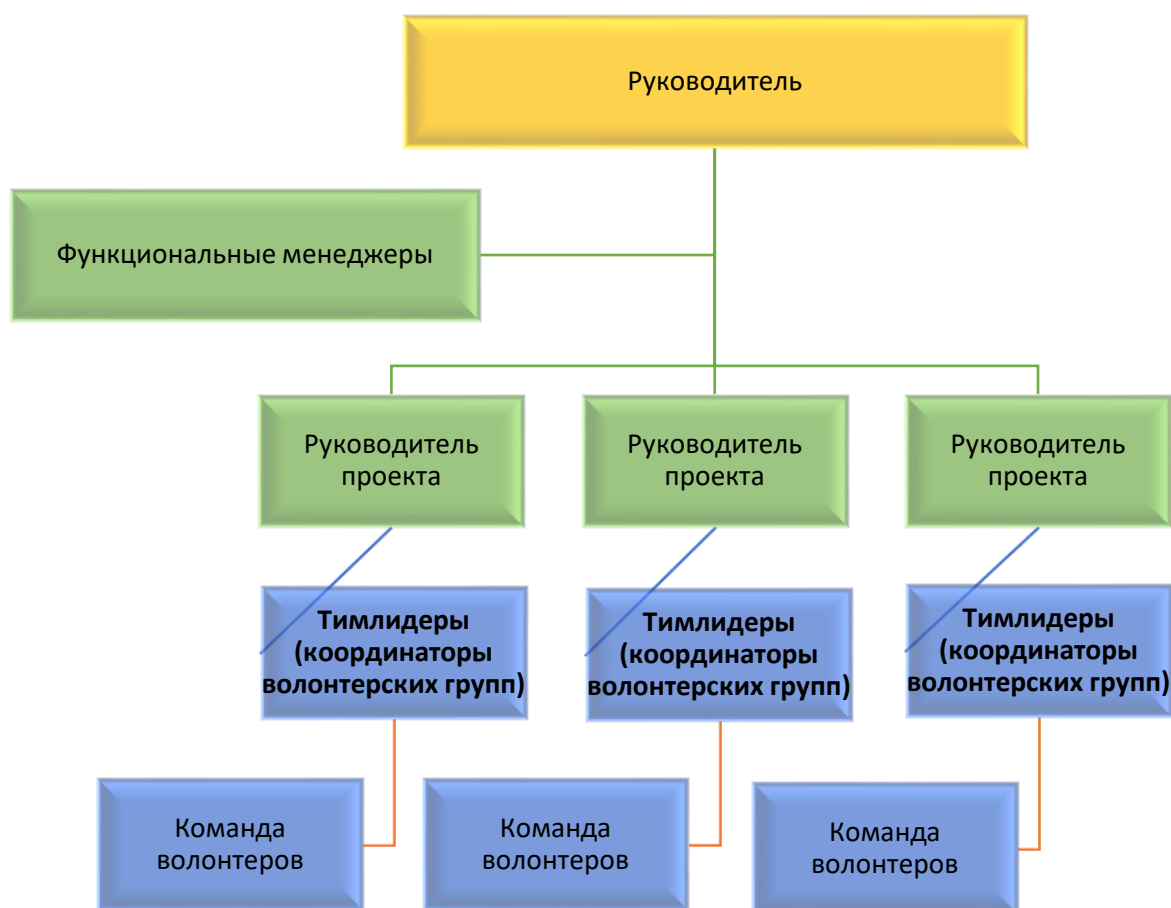 Руководитель
Функциональные менеджеры
Руководитель
проекта
Руководитель
проекта
Руководитель
проекта
Тимлидеры
(координаторы
волонтерских групп)
Тимлидеры
(координаторы
волонтерских групп)
Тимлидеры
(координаторы
волонтерских групп)
Команда
волонтеров
Команда
волонтеров
Команда
волонтеров